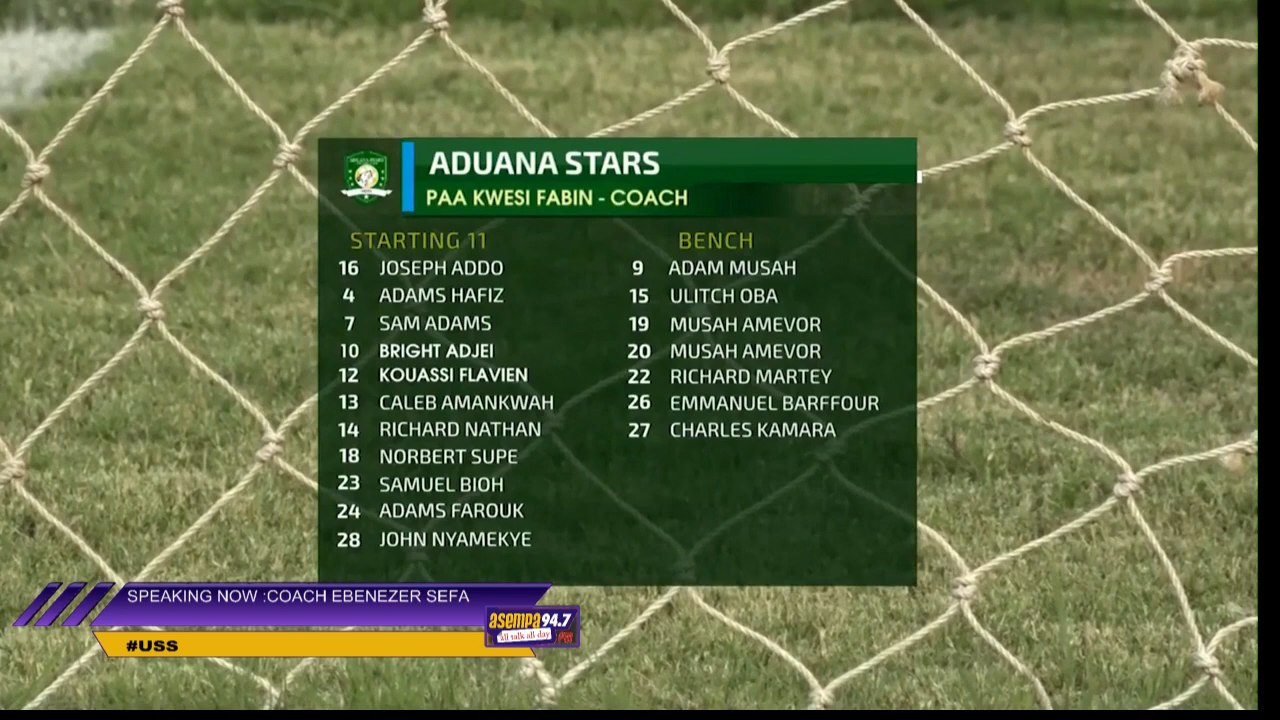 ADUANA STARS
PAA KWESI FABIN - COACH
STARTING 11
16 JOSEPH ADDO
4 ADAMS HAFIZ
7 SAM ADAMS
10 BRIGHT ADJEI
12 KOUASSI FLAVIEN
13 CALEB AMANKWAH
14 RICHARD NATHAN
18 NORBERT SUPE
23 SAMUEL BIOH
24 ADAMS FAROUK
28 JOHN NYAMEKYE
BENCH
9 ADAM MUSAH
15 ULITCH OBA
19 MUSAH AMEVOR
20 MUSAH AMEVOR
22 RICHARD MARTEY
26 EMMANUEL BARFFOUR
27 CHARLES KAMARA
SPEAKING NOW :COACH EBENEZER SEFA
asempa 94.7
all talk all day
#USS